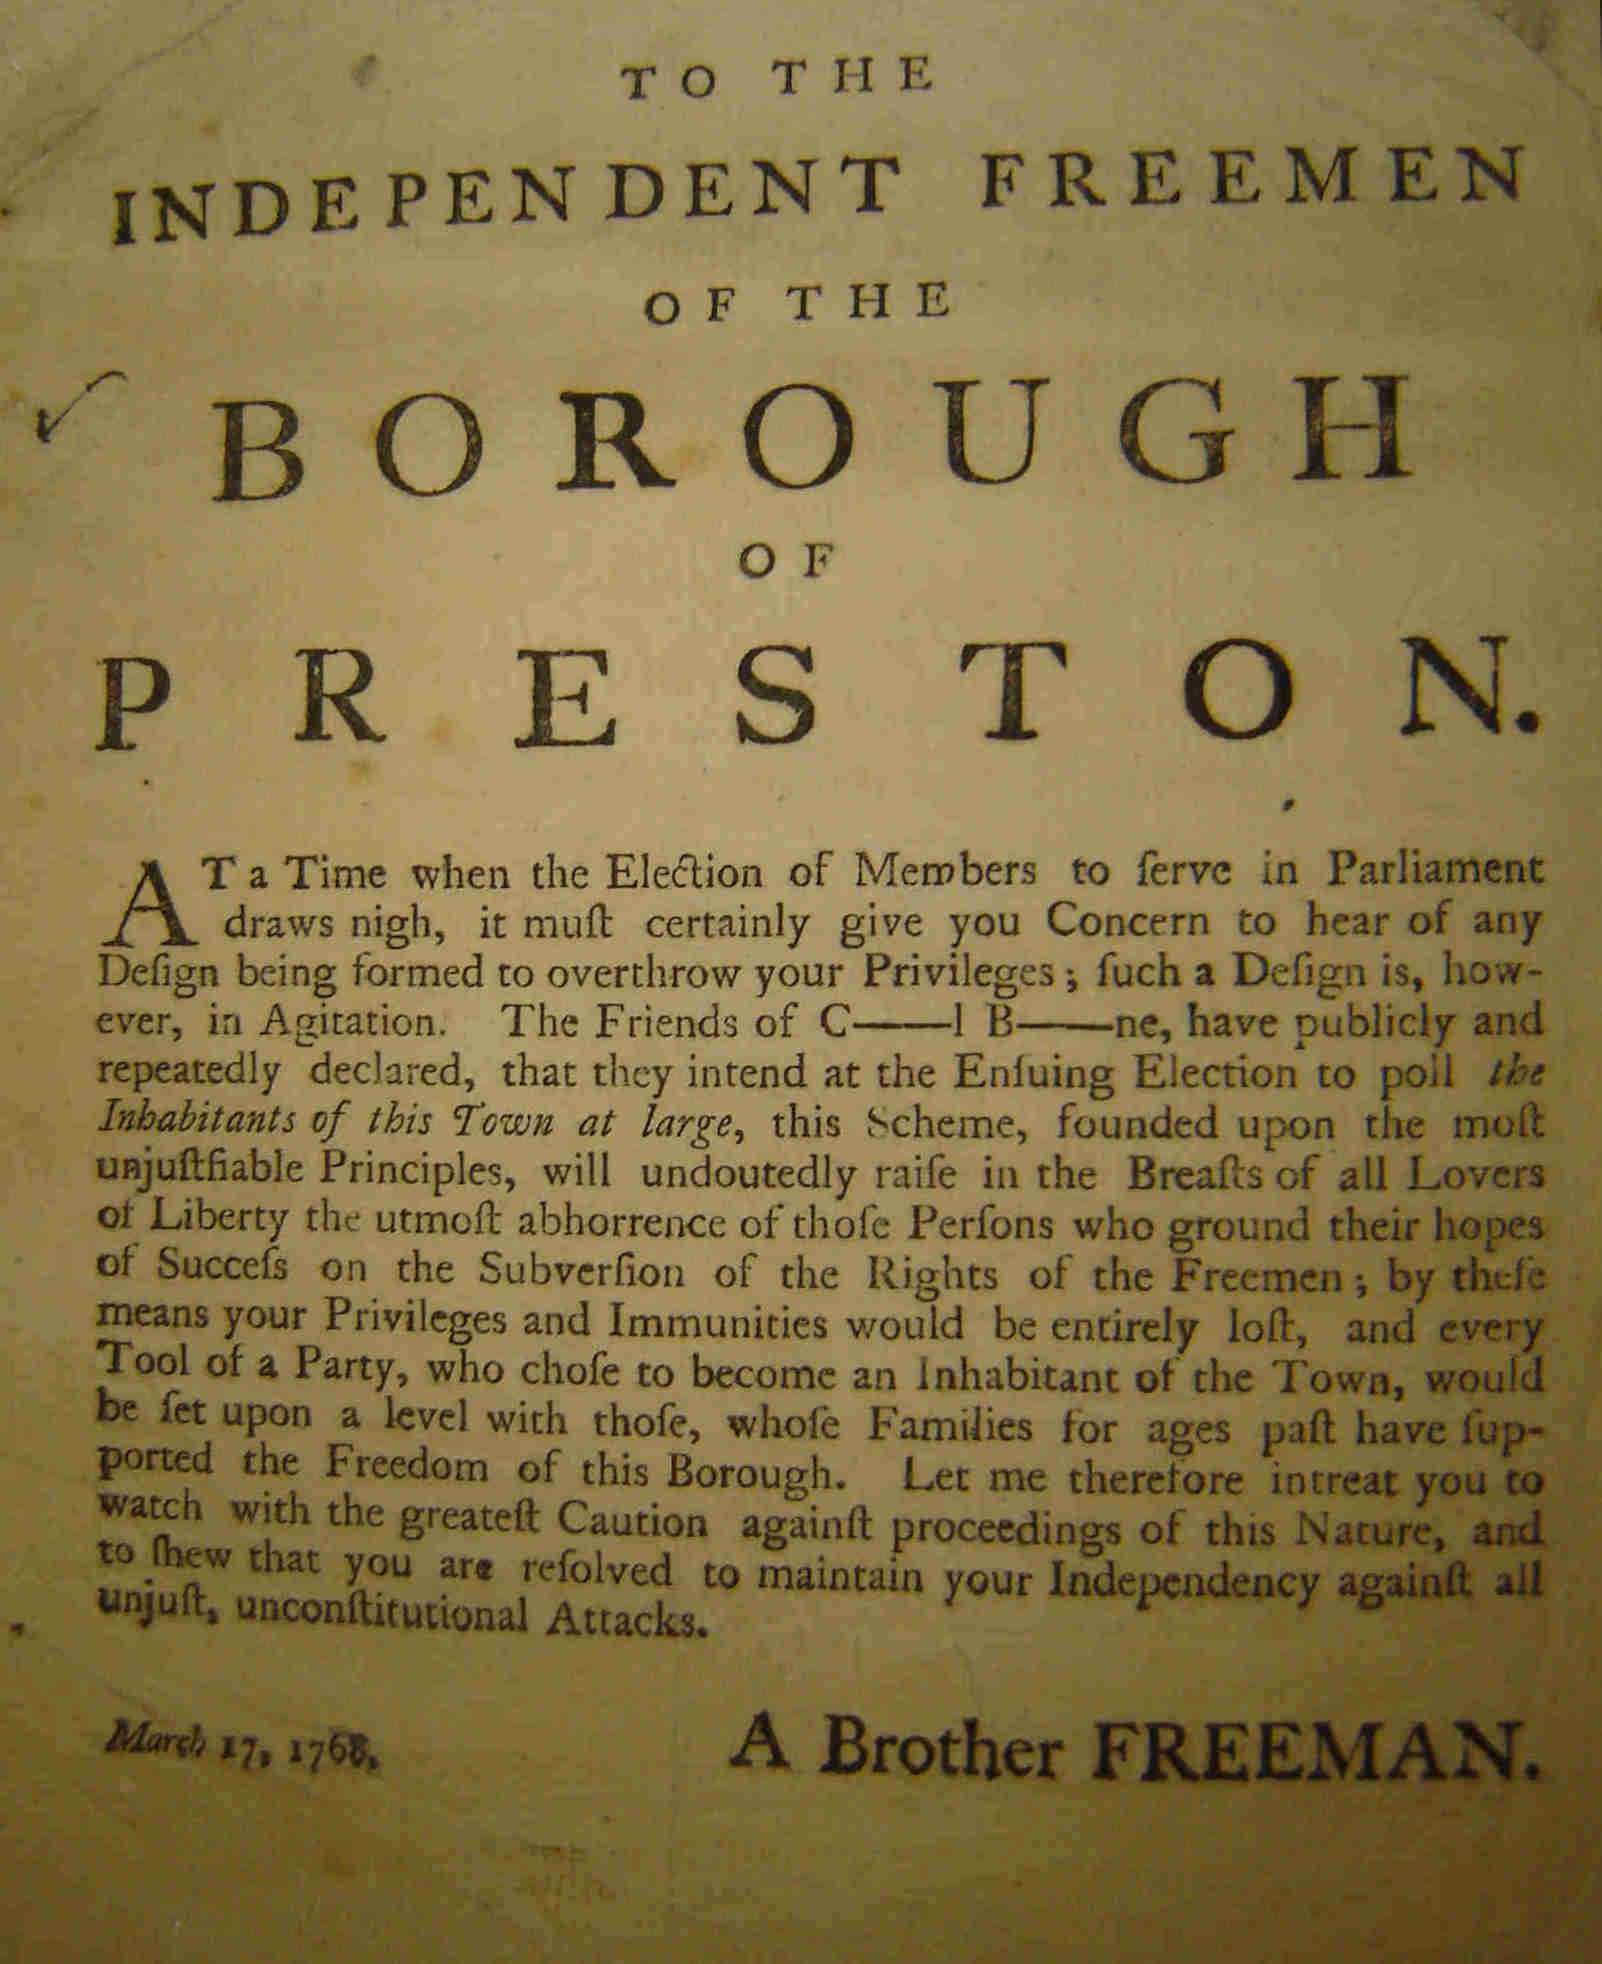 TO THE
INDEPENDENT FREEMEN
OF THE
BOROUGH
OF
PRESTON.
AT a Time when the Election of Members to ſerve in Parliament
draws nigh, it muſt certainly give you Concern to hear of any
Deſign being formed to overthrow your Privileges; ſuch a Deſign is, how-
ever, in Agitation. The Friends of C——l B——ne, have publicly and
repeatedly declared, that they intend at the Enſuing Election to poll the
Inhabitants of this Town at large, this Scheme, founded upon the moſt
unjuſtfiable Principles, will undoutedly raiſe in the Breaſts of all Lovers
of Liberty the utmoſt abhorrence of thoſe Perſons who ground their hopes
of Succeſs on the Subverſion of the Rights of the Freemen; by theſe
means your Privileges and Immunities would be entirely loſt, and every
Tool of a Party, who choſe to become an Inhabitant of the Town, would
be ſet upon a level with thoſe, whoſe Families for ages paſt have ſup-
ported the Freedom of this Borough. Let me therefore intreat you to
watch with the greateſt Caution againſt proceedings of this Nature, and
to ſhew that you are reſolved to maintain your Independency againſt all
unjuſt, unconſtitutional Attacks.
March 17, 1768. A Brother FREEMAN.